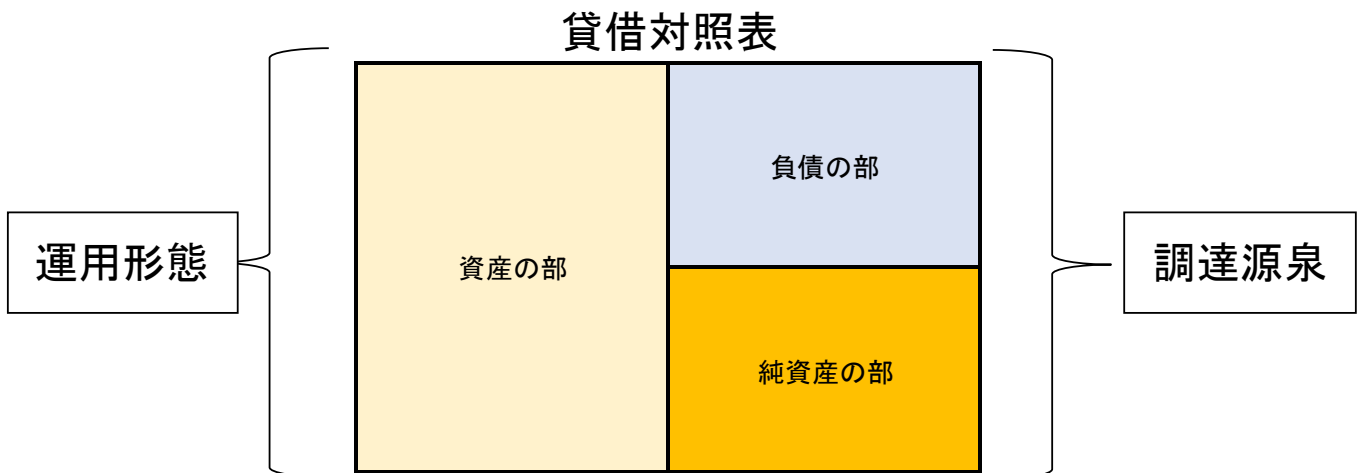 貸借対照表
運用形態
資産の部
負債の部
純資産の部
調達源泉